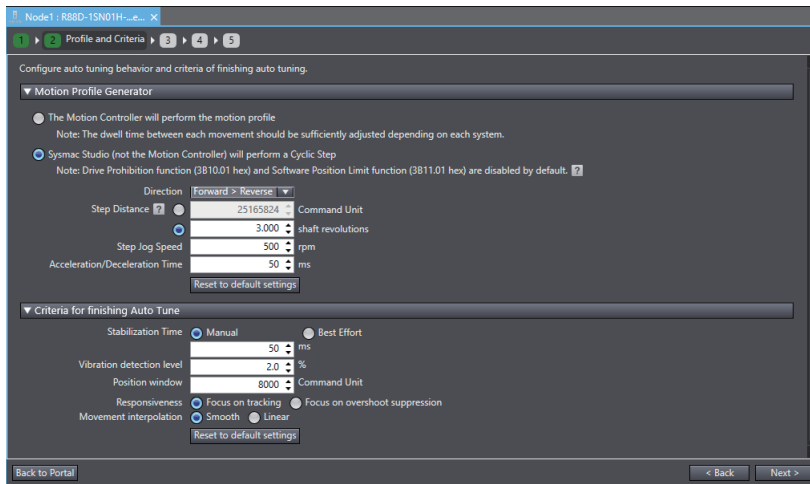 Node1 : R88D-1SN01H-...e...
1 2 Profile and Criteria 3 4 5
Configure auto tuning behavior and criteria of finishing auto tuning.
Motion Profile Generator
The Motion Controller will perform the motion profile
Note: The dwell time between each movement should be sufficiently adjusted depending on each system.
Sysmac Studio (not the Motion Controller) will perform a Cyclic Step
Note: Drive Prohibition function (3B10.01 hex) and Software Position Limit function (3B11.01 hex) are disabled by default. ?
Direction Forward > Reverse
Step Distance ? 25165824 Command Unit
3.000 shaft revolutions
Step Jog Speed 500 rpm
Acceleration/Deceleration Time 50 ms
Reset to default settings
Criteria for finishing Auto Tune
Stabilization Time Manual Best Effort
50 ms
Vibration detection level 2.0 %
Position window 8000 Command Unit
Responsiveness Focus on tracking Focus on overshoot suppression
Movement interpolation Smooth Linear
Reset to default settings
Back to Portal < Back Next >